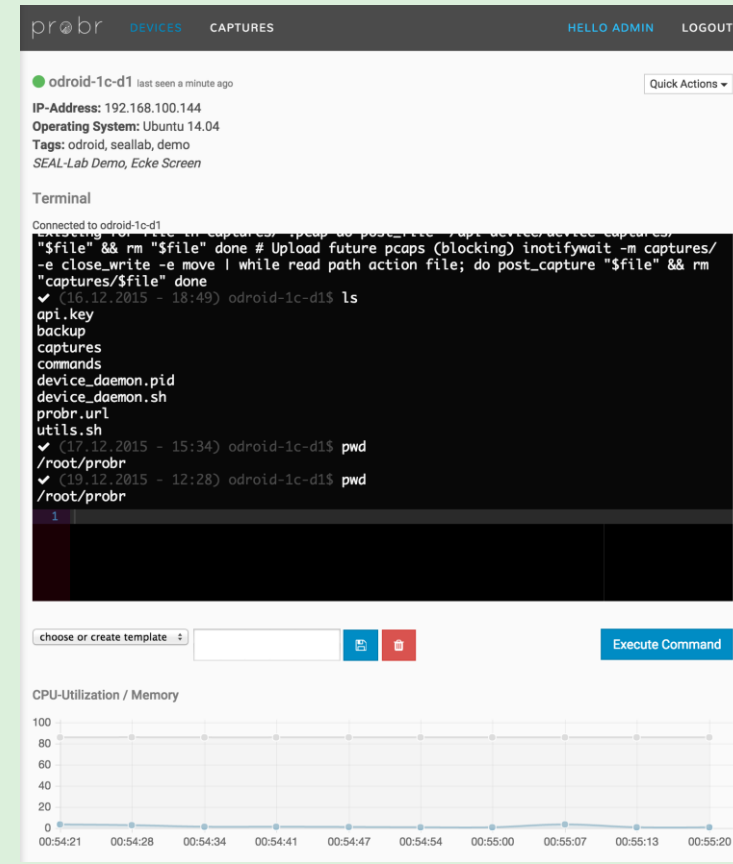 probr DEVICES CAPTURES HELLO ADMIN LOGOUT
odroid-1c-d1 last seen a minute ago
Quick Actions
IP-Address: 192.168.100.144
Operating System: Ubuntu 14.04
Tags: odroid, seallab, demo
SEAL-Lab Demo, Ecke Screen
Terminal
Connected to odroid-1c-d1
"$file" && rm "$file" done # Upload future pcaps (blocking) inotifywait -m captures/
-e close_write -e move | while read path action file; do post_capture "$file" && rm
"captures/$file" done
✔ (16.12.2015 - 18:49) odroid-1c-d1$ ls
api.key
backup
captures
commands
device_daemon.pid
device_daemon.sh
probr.url
utils.sh
✔ (17.12.2015 - 15:34) odroid-1c-d1$ pwd
/root/probr
✔ (19.12.2015 - 12:28) odroid-1c-d1$ pwd
/root/probr
1
choose or create template
Execute Command
CPU-Utilization / Memory
100
80
60
40
20
0
00:54:21 00:54:28 00:54:34 00:54:41 00:54:47 00:54:54 00:55:00 00:55:07 00:55:13 00:55:20